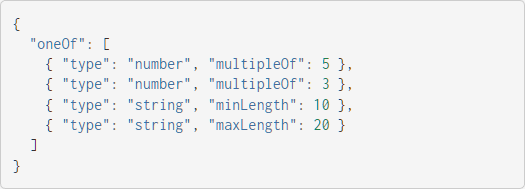 {
  "oneOf": [
    { "type": "number", "multipleOf": 5 },
    { "type": "number", "multipleOf": 3 },
    { "type": "string", "minLength": 10 },
    { "type": "string", "maxLength": 20 }
  ]
}